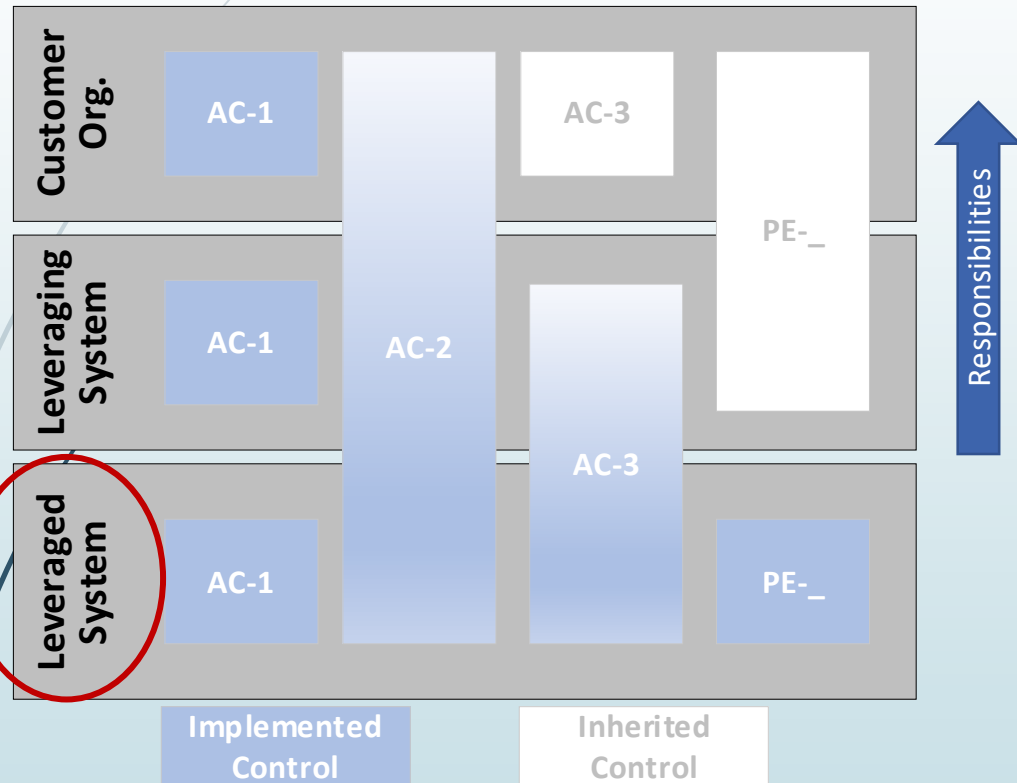 Customer
Org.
AC-1
AC-3
PE-_
Leveraging
System
AC-1
AC-2
AC-3
Leveraged
System
AC-1
PE-_
Responsibilities
Implemented
Control
Inherited
Control